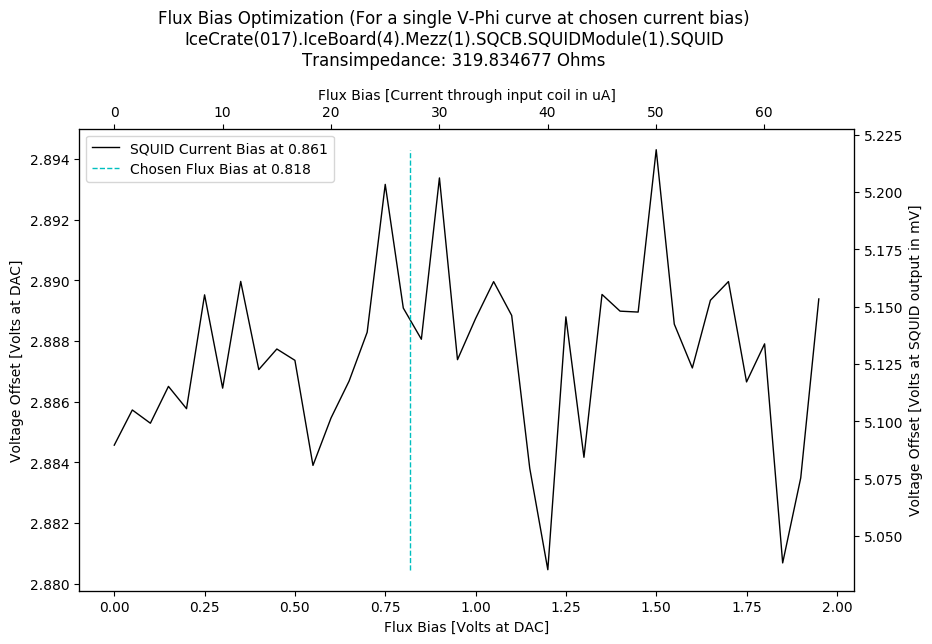 Flux Bias Optimization (For a single V-Phi curve at chosen current bias)
IceCrate(017).IceBoard(4).Mezz(1).SQCB.SQUIDModule(1).SQUID
Transimpedance: 319.834677 Ohms
Flux Bias [Current through input coil in uA]
0 10 20 30 40 50 60
SQUID Current Bias at 0.861
Chosen Flux Bias at 0.818
Voltage Offset [Volts at DAC]
2.894
2.892
2.890
2.888
2.886
2.884
2.882
2.880
5.225
5.200
5.175
5.150
5.125
5.100
5.075
5.050
Voltage Offset [Volts at SQUID output in mV]
0.00 0.25 0.50 0.75 1.00 1.25 1.50 1.75 2.00
Flux Bias [Volts at DAC]